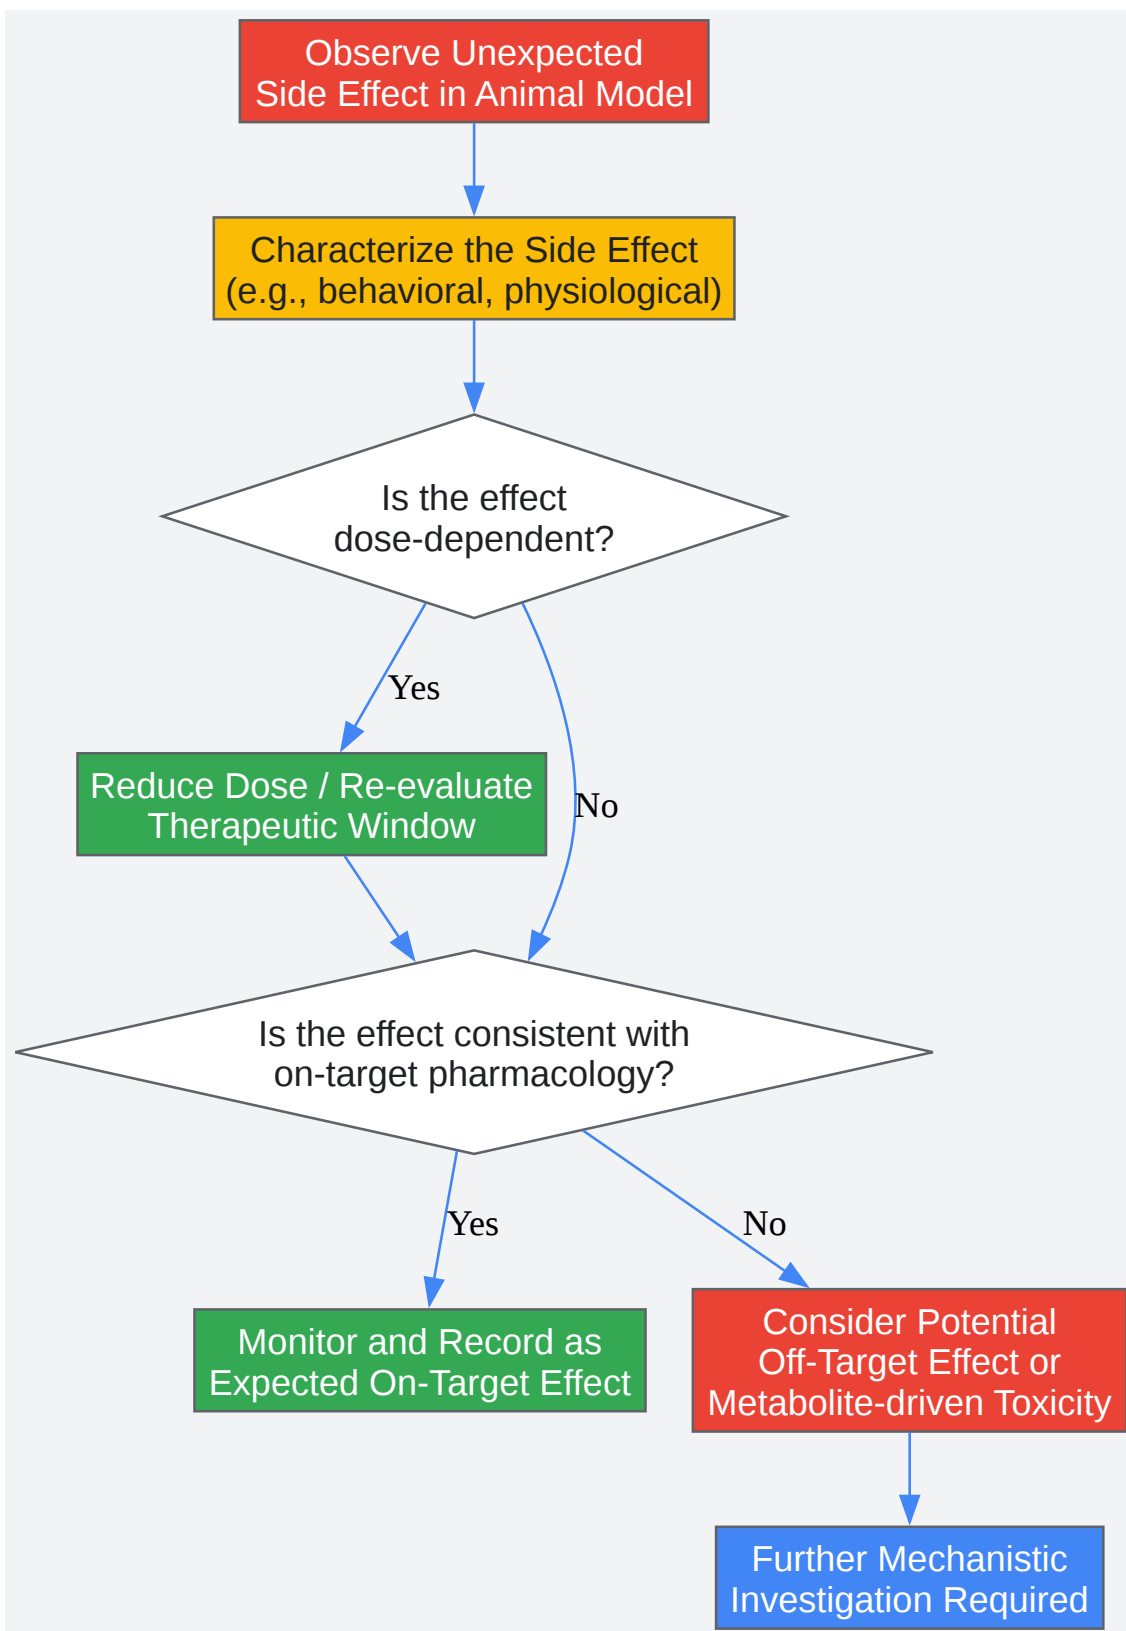 Observe Unexpected
Side Effect in Animal Model
Characterize the Side Effect
(e.g., behavioral, physiological)
Is the effect
dose-dependent?
Yes
Reduce Dose / Re-evaluate
Therapeutic Window
No
Is the effect consistent with
on-target pharmacology?
Yes
No
Monitor and Record as
Expected On-Target Effect
Consider Potential
Off-Target Effect or
Metabolite-driven Toxicity
Further Mechanistic
Investigation Required